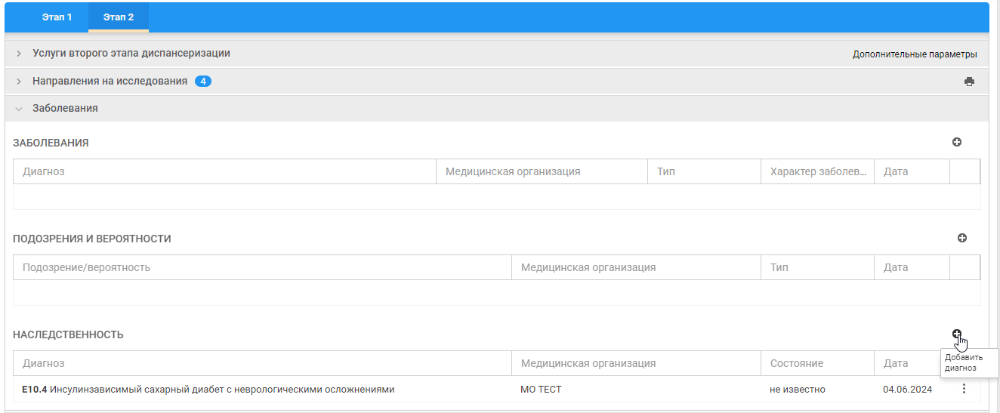 Этап 1 Этап 2
Услуги второго этапа диспансеризации Дополнительные параметры
Направления на исследования 4
Заболевания
ЗАБОЛЕВАНИЯ
Диагноз Медицинская организация Тип Характер заболев... Дата
ПОДОЗРЕНИЯ И ВЕРОЯТНОСТИ
Подозрение/вероятность Медицинская организация Тип Дата
НАСЛЕДСТВЕННОСТЬ
Диагноз Медицинская организация Состояние Дата
Добавить
диагноз
E10.4 Инсулинзависимый сахарный диабет с неврологическими осложнениями МО ТЕСТ не известно 04.06.2024